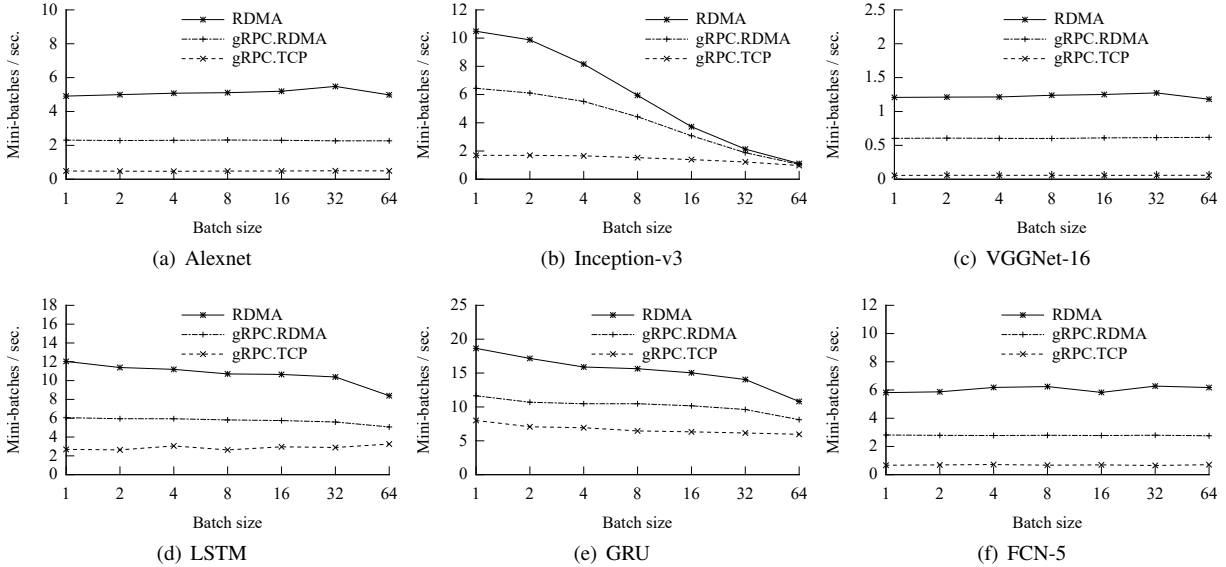 Mini-batches / sec.
10
8
6
4
2
0
RDMA
gRPC.RDMA
gRPC.TCP
1 2 4 8 16 32 64
Batch size
(a) Alexnet
Mini-batches / sec.
12
10
8
6
4
2
0
RDMA
gRPC.RDMA
gRPC.TCP
1 2 4 8 16 32 64
Batch size
(b) Inception-v3
Mini-batches / sec.
2.5
2
1.5
1
0.5
0
RDMA
gRPC.RDMA
gRPC.TCP
1 2 4 8 16 32 64
Batch size
(c) VGGNet-16
Mini-batches / sec.
18
16
14
12
10
8
6
4
2
0
RDMA
gRPC.RDMA
gRPC.TCP
1 2 4 8 16 32 64
Batch size
(d) LSTM
Mini-batches / sec.
25
20
15
10
5
0
RDMA
gRPC.RDMA
gRPC.TCP
1 2 4 8 16 32 64
Batch size
(e) GRU
Mini-batches / sec.
12
10
8
6
4
2
0
RDMA
gRPC.RDMA
gRPC.TCP
1 2 4 8 16 32 64
Batch size
(f) FCN-5